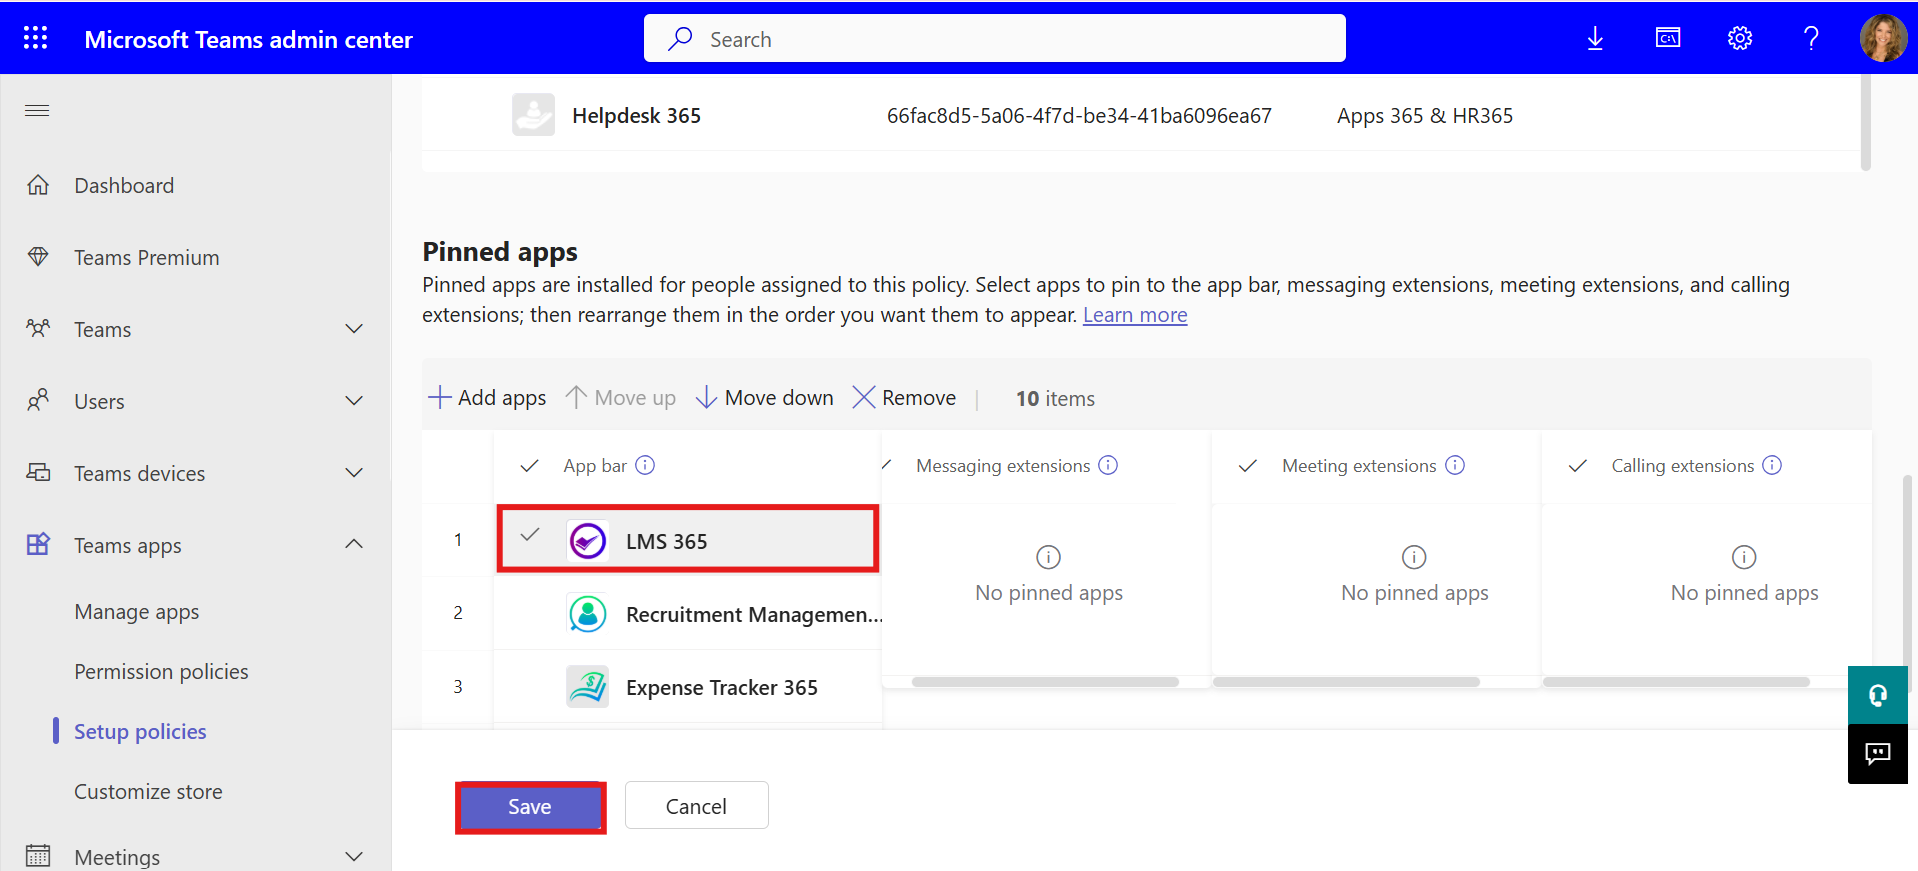 Microsoft Teams admin center
Search
C:\
?
Dashboard
Teams Premium
Teams
Users
Teams devices
Teams apps
Manage apps
Permission policies
Setup policies
Customize store
Meetings
Helpdesk 365 66fac8d5-5a06-4f7d-be34-41ba6096ea67 Apps 365 & HR365
Pinned apps
Pinned apps are installed for people assigned to this policy. Select apps to pin to the app bar, messaging extensions, meeting extensions, and calling
extensions; then rearrange them in the order you want them to appear. Learn more
Add apps Move up Move down Remove | 10 items
App bar Messaging extensions Meeting extensions Calling extensions
1 LMS 365
No pinned apps No pinned apps No pinned apps
2 Recruitment Managemen...
3 Expense Tracker 365
Save Cancel